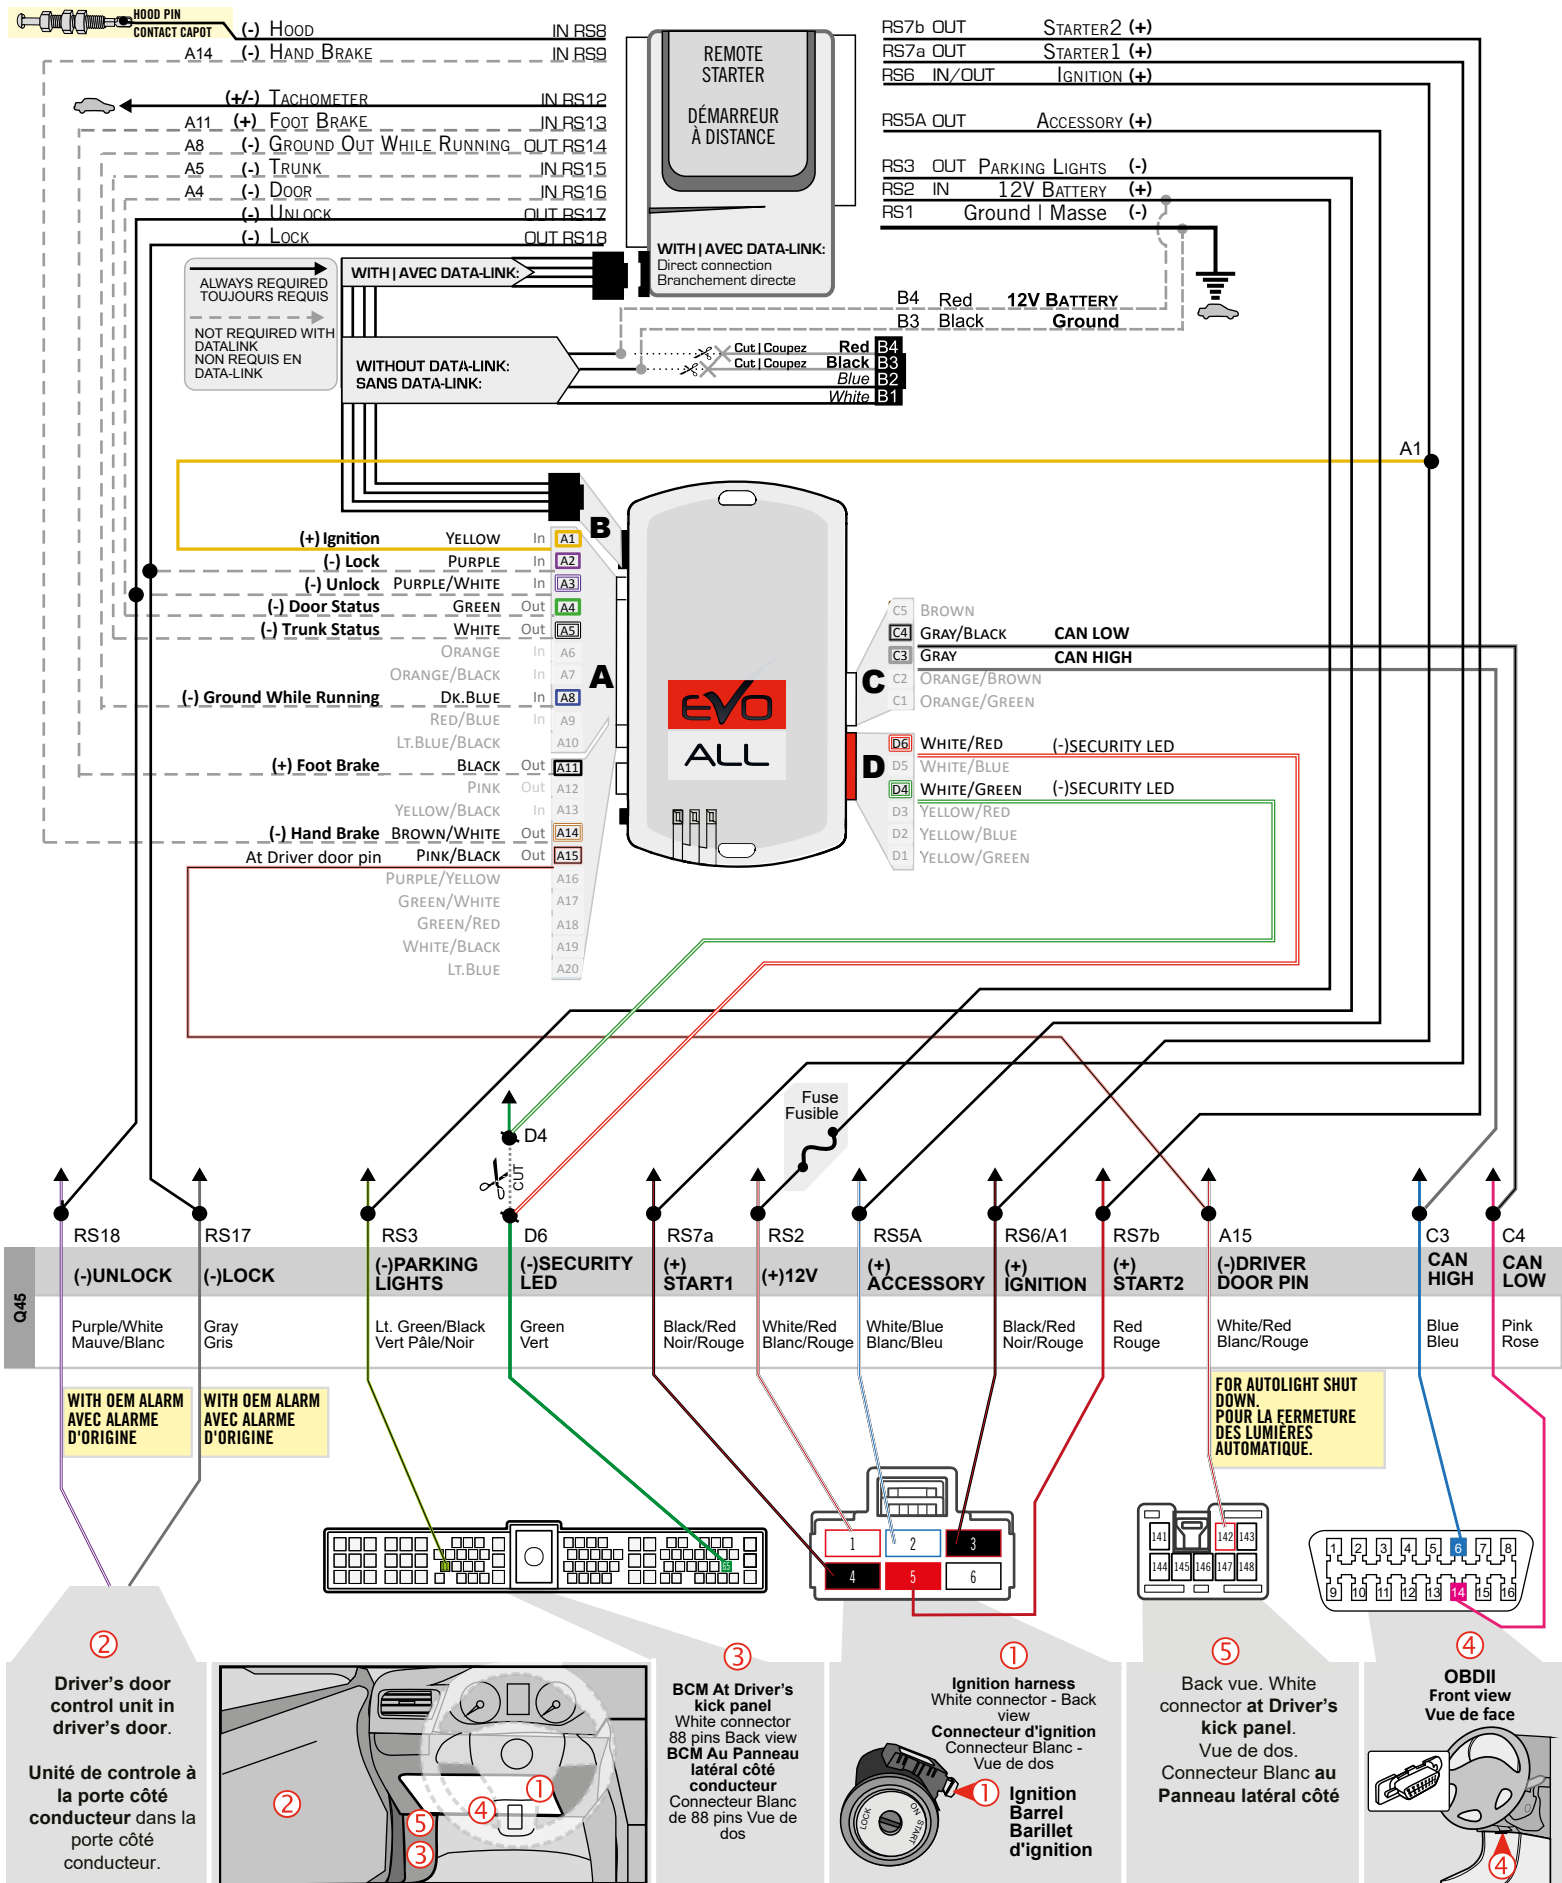 HOOD PIN
CONTACT CAPOT
(-) HOOD IN RS8
A14 (-) HAND BRAKE IN RS9
(+/-) TACHOMETER IN RS12
A11 (+) FOOT BRAKE IN RS13
A8 (-) GROUND OUT WHILE RUNNING OUT RS14
A5 (-) TRUNK IN RS15
A4 (-) DOOR IN RS16
(-) UNLOCK OUT RS17
(-) LOCK OUT RS18
REMOTE
STARTER
DÉMARREUR
À DISTANCE
WITH | AVEC DATA-LINK:
Direct connection
Branchement directe
RS7b OUT STARTER2 (+)
RS7a OUT STARTER1 (+)
RS6 IN/OUT IGNITION (+)
RS5A OUT ACCESSORY (+)
RS3 OUT PARKING LIGHTS (-)
RS2 IN 12V BATTERY (+)
RS1 Ground | Masse (-)
ALWAYS REQUIRED
TOUJOURS REQUIS
NOT REQUIRED WITH
DATALINK
NON REQUIS EN
DATA-LINK
WITH | AVEC DATA-LINK:
WITHOUT DATA-LINK:
SANS DATA-LINK:
B4 Red 12V BATTERY
B3 Black Ground
Cut | Coupez Red B4
Cut | Coupez Black B3
Blue B2
White B1
A1
B
(+) Ignition YELLOW In A1
(-) Lock PURPLE In A2
(-) Unlock PURPLE/WHITE In A3
(-) Door Status GREEN Out A4
(-) Trunk Status WHITE Out A5
ORANGE In A6
ORANGE/BLACK In A7
(-) Ground While Running DK.BLUE In A8
RED/BLUE In A9
LT.BLUE/BLACK A10
(+) Foot Brake BLACK Out A11
PINK Out A12
YELLOW/BLACK In A13
(-) Hand Brake BROWN/WHITE Out A14
At Driver door pin PINK/BLACK Out A15
PURPLE/YELLOW A16
GREEN/WHITE A17
GREEN/RED A18
WHITE/BLACK A19
LT.BLUE A20
A
EVO
ALL
C
C5 BROWN
C4 GRAY/BLACK CAN LOW
C3 GRAY CAN HIGH
C2 ORANGE/BROWN
C1 ORANGE/GREEN
D
D6 WHITE/RED (-)SECURITY LED
D5 WHITE/BLUE
D4 WHITE/GREEN (-)SECURITY LED
D3 YELLOW/RED
D2 YELLOW/BLUE
D1 YELLOW/GREEN
Fuse
Fusible
D4
CUT
RS18 RS17 RS3 D6 RS7a RS2 RS5A RS6/A1 RS7b A15 C3 C4
Q45
(-)UNLOCK
(-)LOCK
(-)PARKING
LIGHTS
(-)SECURITY
LED
(+)
START1
(+)12V
(+)
ACCESSORY
(+)
IGNITION
(+)
START2
(-)DRIVER
DOOR PIN
CAN
HIGH
CAN
LOW
Purple/White
Mauve/Blanc
Gray
Gris
Lt. Green/Black
Vert Pâle/Noir
Green
Vert
Black/Red
Noir/Rouge
White/Red
Blanc/Rouge
White/Blue
Blanc/Bleu
Black/Red
Noir/Rouge
Red
Rouge
White/Red
Blanc/Rouge
Blue
Bleu
Pink
Rose
WITH OEM ALARM
AVEC ALARME
D'ORIGINE
WITH OEM ALARM
AVEC ALARME
D'ORIGINE
FOR AUTOLIGHT SHUT
DOWN.
POUR LA FERMETURE
DES LUMIÈRES
AUTOMATIQUE.
1 2 3
4 5 6
141 142 143
144 145 146 147 148
1 2 3 4 5 6 7 8
9 10 11 12 13 14 15 16
2
Driver's door
control unit in
driver's door.
Unité de controle à
la porte côté
conducteur dans la
porte côté
conducteur.
2
1
4
5
3
3
BCM At Driver's
kick panel
White connector
88 pins Back view
BCM Au Panneau
latéral côté
conducteur
Connecteur Blanc
de 88 pins Vue de
dos
1
Ignition harness
White connector - Back
view
Connecteur d'ignition
Connecteur Blanc -
Vue de dos
LOCK
ON
START
1
Ignition
Barrel
Barillet
d'ignition
5
Back vue. White
connector at Driver's
kick panel.
Vue de dos.
Connecteur Blanc au
Panneau latéral côté
4
OBDII
Front view
Vue de face
4